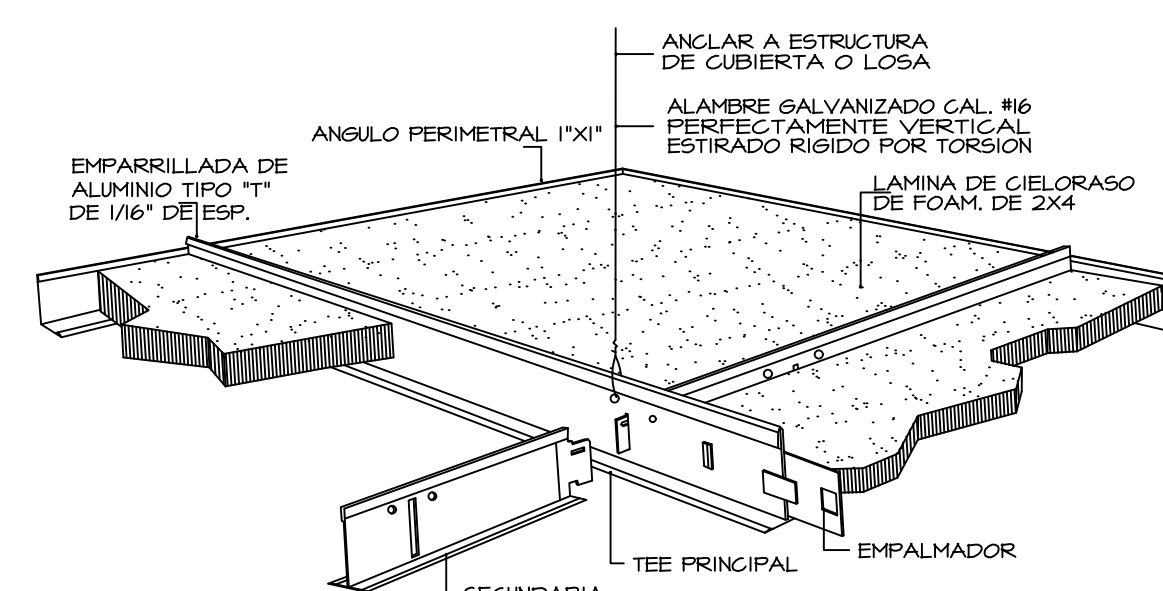 ANCLAR A ESTRUCTURA
DE CUBIERTA O LOSA
ALAMBRE GALVANIZADO CAL. #16
PERFECTAMENTE VERTICAL
ESTIRADO RIGIDO POR TORSION
ANGULO PERIMETRAL 1"X1"
EMPARRILLADA DE
ALUMINIO TIPO "T"
DE 1/16" DE ESP.
LAMINA DE CIELORASO
DE FOAM. DE 2X4
EMPALMADOR
TEE PRINCIPAL
SECUNDARIA